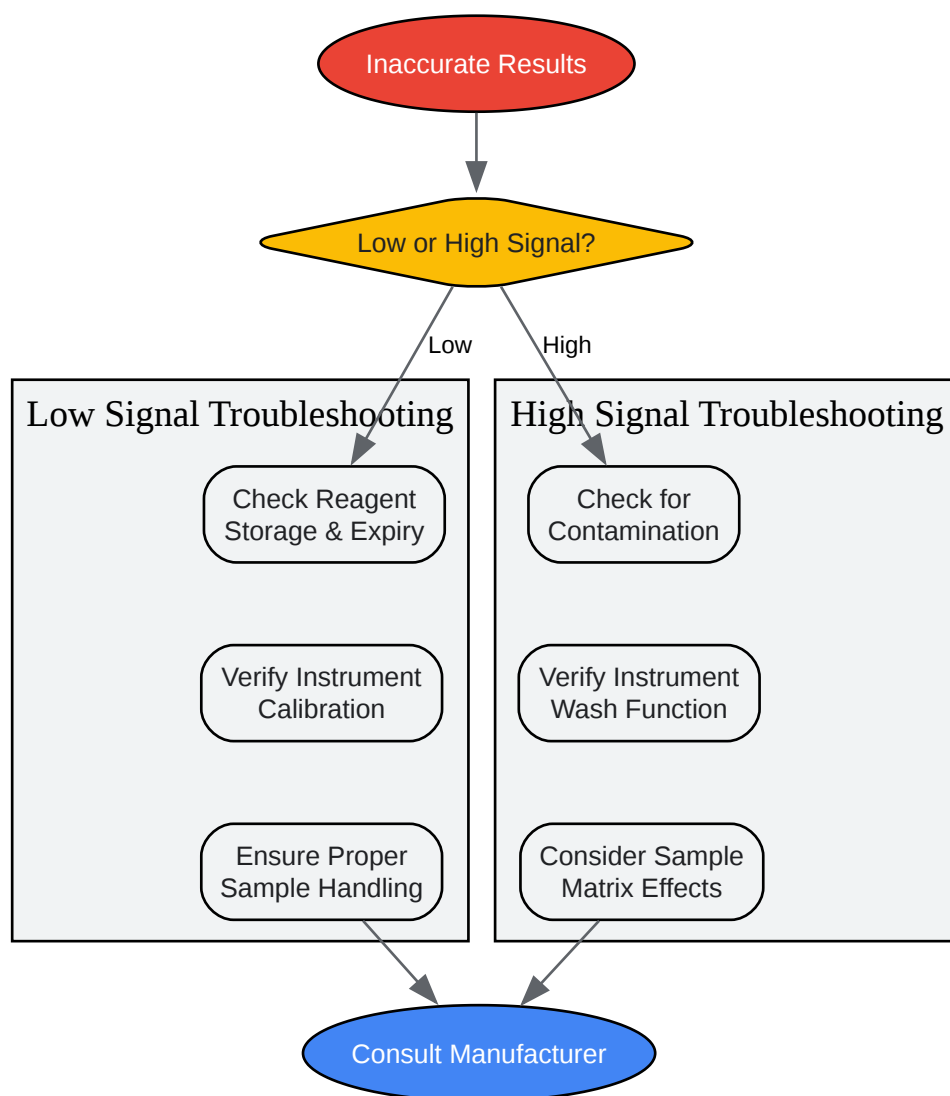 Inaccurate Results
Low or High Signal?
Low
High
Low Signal Troubleshooting
Check Reagent
Storage & Expiry
Verify Instrument
Calibration
Ensure Proper
Sample Handling
High Signal Troubleshooting
Check for
Contamination
Verify Instrument
Wash Function
Consider Sample
Matrix Effects
Consult Manufacturer